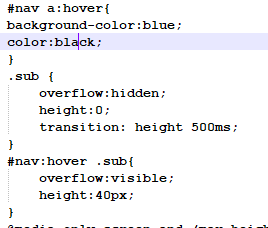 #nav a:hover{
background-color:blue;
color:black;
}
.sub {
overflow:hidden;
height:0;
transition: height 500ms;
}
#nav:hover .sub{
overflow:visible;
height:40px;
}